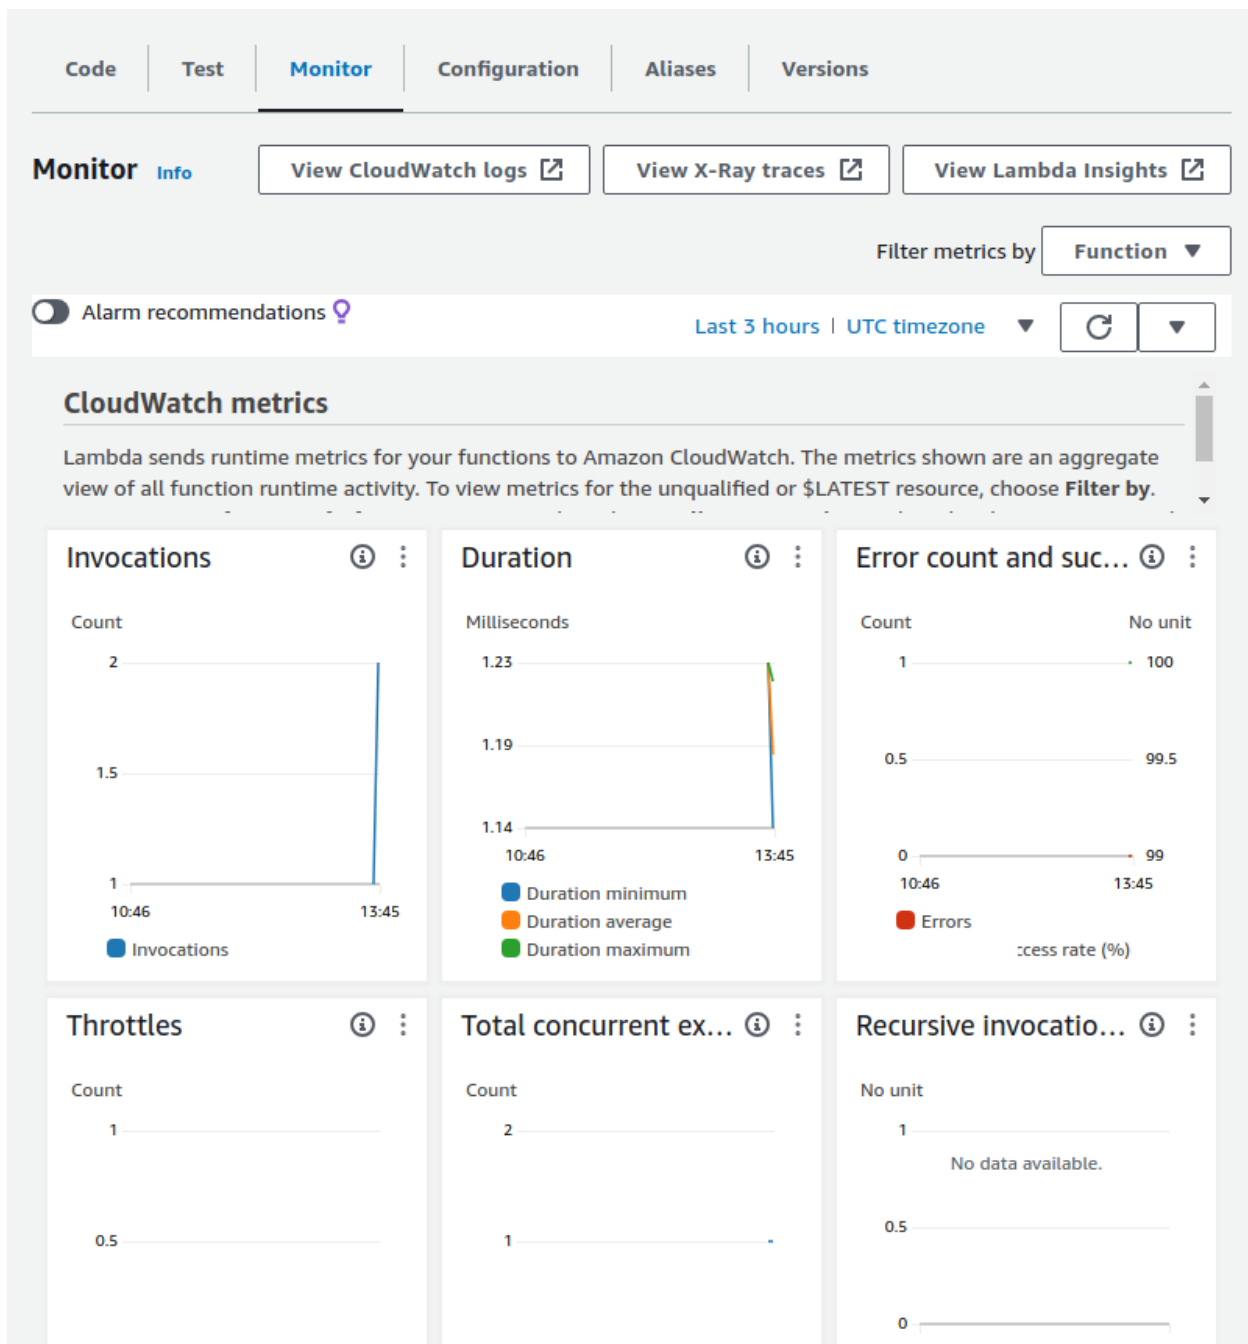 Code Test Monitor Configuration Aliases Versions
Monitor Info View CloudWatch logs View X-Ray traces View Lambda Insights
Filter metrics by Function
Alarm recommendations Last 3 hours | UTC timezone
CloudWatch metrics
Lambda sends runtime metrics for your functions to Amazon CloudWatch. The metrics shown are an aggregate
view of all function runtime activity. To view metrics for the unqualified or $LATEST resource, choose Filter by.
Invocations
Count
2
1.5
1
10:46 13:45
Invocations
Duration
Milliseconds
1.23
1.19
1.14
10:46 13:45
Duration minimum
Duration average
Duration maximum
Error count and suc...
Count No unit
1 100
0.5 99.5
0 99
10:46 13:45
Errors
ccess rate (%)
Throttles
Count
1
0.5
Total concurrent ex...
Count
2
1
Recursive invocatio...
No unit
1
No data available.
0.5
0